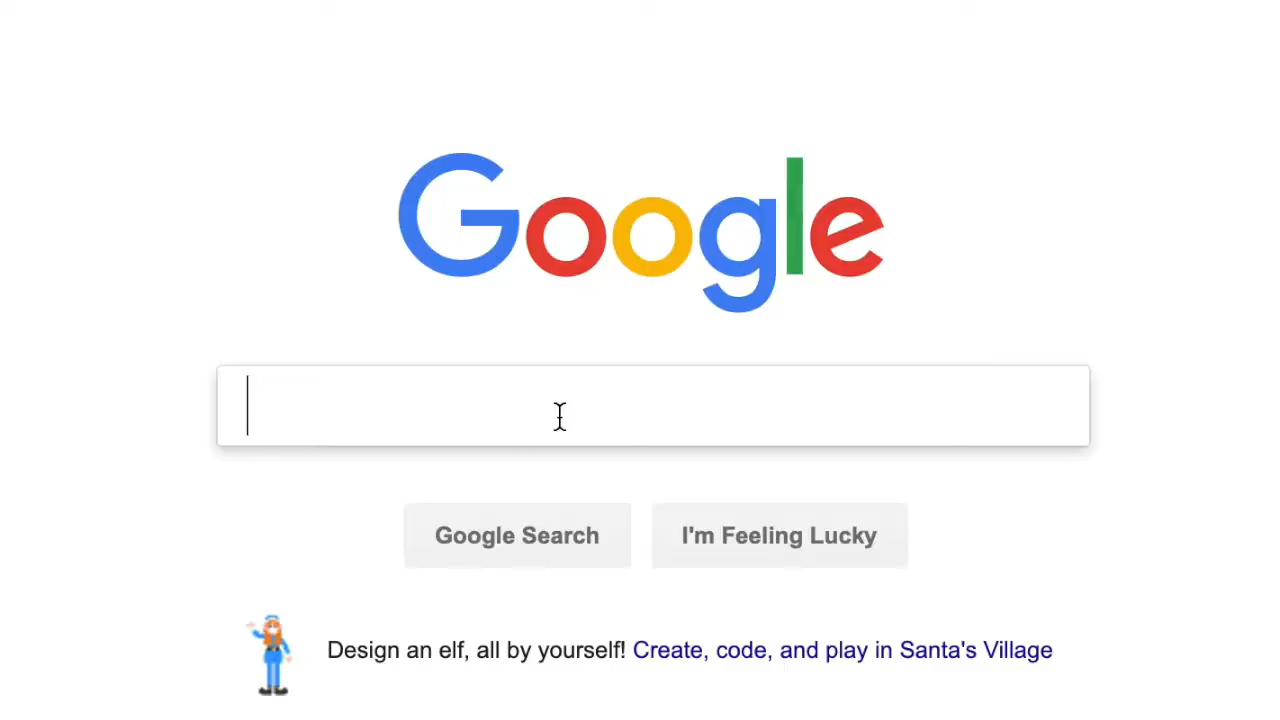 Google
Google Search
I'm Feeling Lucky
Design an elf, all by yourself! Create, code, and play in Santa's Village